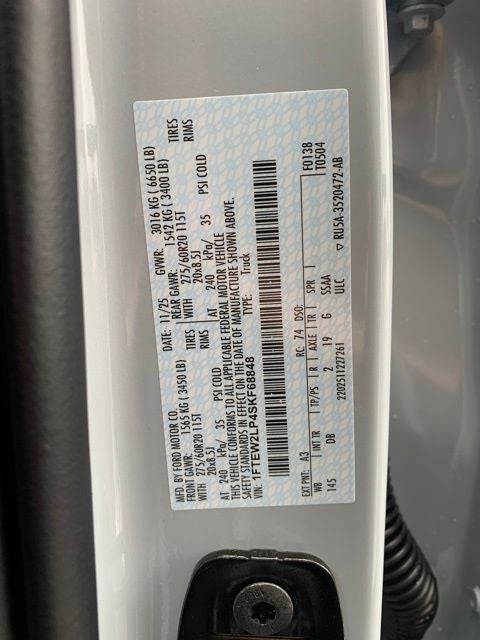 MFD. BY FORD MOTOR CO.
DATE: 11/25 GVWR: 3016 KG ( 6650 LB)
FRONT GAWR: 1565 KG ( 3450 LB) REAR GAWR: 1542 KG ( 3400 LB)
WITH 275/60R20 115T TIRES WITH 275/60R20 115T TIRES
20x8.5J RIMS 20x8.5J RIMS
AT 240 kPa/ 35 PSI COLD AT 240 kPa/ 35 PSI COLD
THIS VEHICLE CONFORMS TO ALL APPLICABLE FEDERAL MOTOR VEHICLE
SAFETY STANDARDS IN EFFECT ON THE DATE OF MANUFACTURE SHOWN ABOVE.
VIN: 1FTEW2LP4SKF68848 TYPE: Truck
EXT PNT: A3 RC: 74 DSO: F0138
WB INT TR TP/PS R AXLE TR SPR T0504
145 DB 2 19 G SSAA
2202511227261 ULC ▽ RU5A-3520472-AB